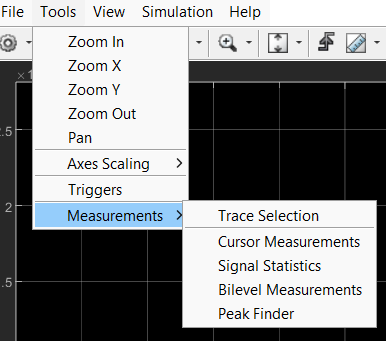 File Tools View Simulation Help
Zoom In
Zoom X
Zoom Y
Zoom Out
Pan
Axes Scaling
Triggers
Measurements
Trace Selection
Cursor Measurements
Signal Statistics
Bilevel Measurements
Peak Finder
2.5
2
.5